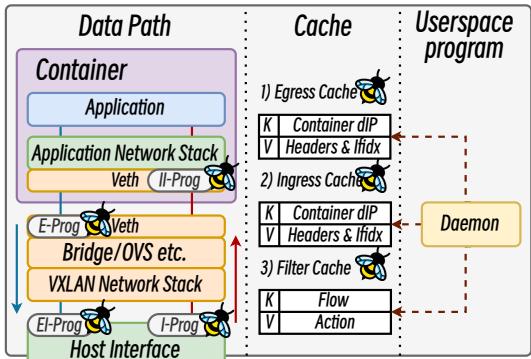 Data Path
Container
Application
Application Network Stack
Veth II-Prog
E-Prog Veth
Bridge/OVS etc.
VXLAN Network Stack
EI-Prog I-Prog
Host Interface
Cache
1) Egress Cache
K Container dIP
V Headers & Ifidx
2) Ingress Cache
K Container dIP
V Headers & Ifidx
3) Filter Cache
K Flow
V Action
Userspace
program
Daemon